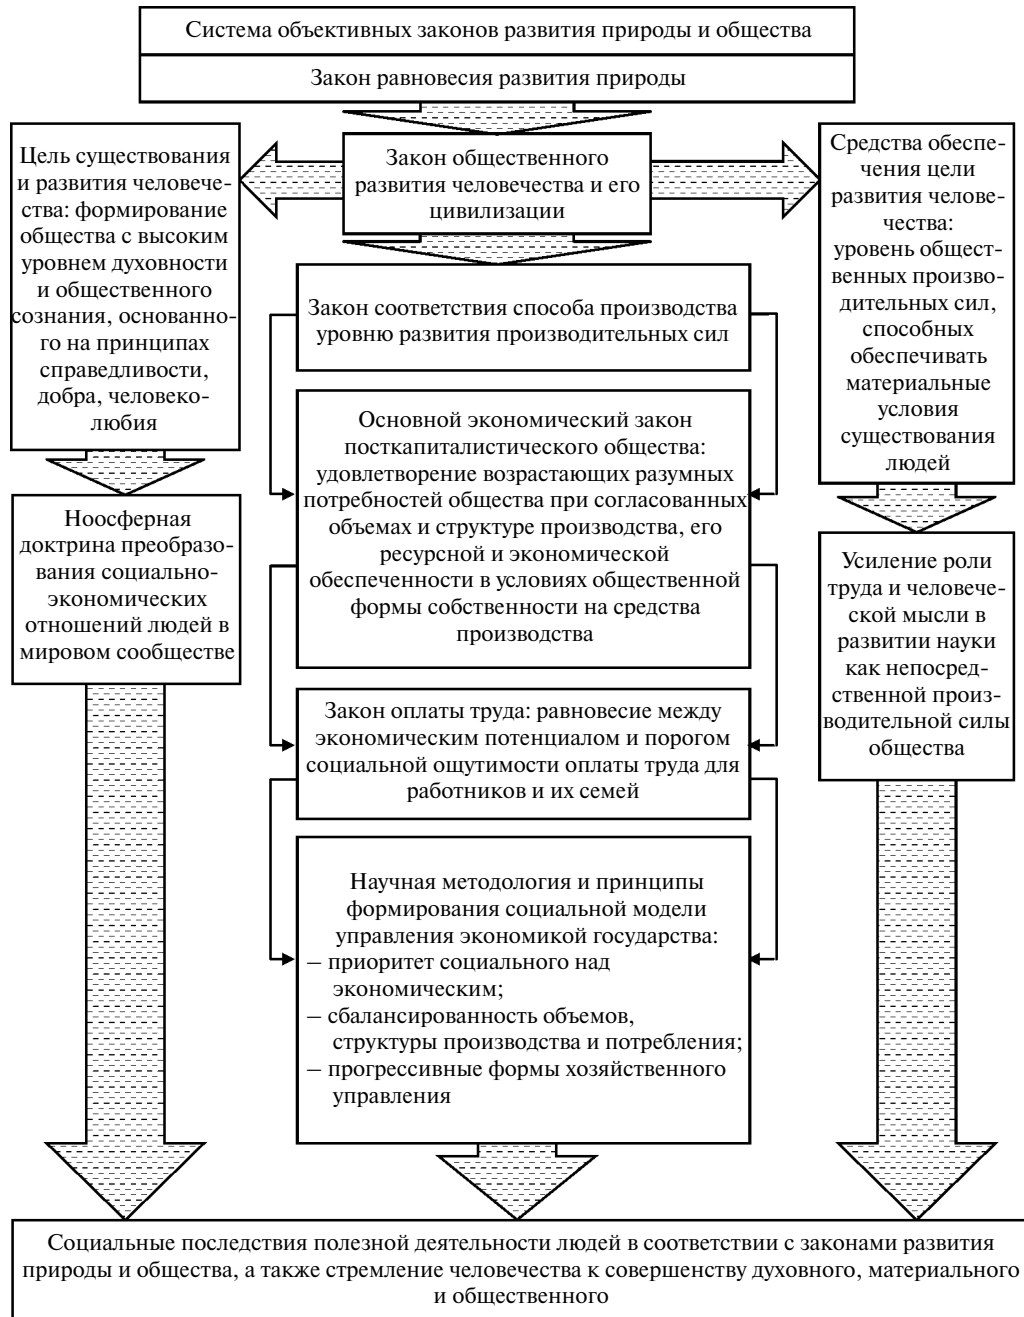 Система объективных законов развития природы и общества
Закон равновесия развития природы
Цель существования
и развития человече-
ства: формирование
общества с высоким
уровнем духовности
и общественного
сознания, основанно-
го на принципах
справедливости,
добра, человеко-
любия
Закон общественного
развития человечества и его
цивилизации
Средства обеспе-
чения цели
развития челове-
чества:
уровень общест-
венных произво-
дительных сил,
способных
обеспечивать
материальные
условия
существования
людей
Закон соответствия способа производства
уровню развития производительных сил
Основной экономический закон
посткапиталистического общества:
удовлетворение возрастающих разумных
потребностей общества при согласованных
объемах и структуре производства, его
ресурсной и экономической
обеспеченности в условиях общественной
формы собственности на средства
производства
Ноосферная
доктрина преобразо-
вания социально-
экономических
отношений людей в
мировом сообществе
Усиление роли
труда и человече-
ской мысли в
развитии науки
как непосред-
ственной произ-
водительной силы
общества
Закон оплаты труда: равновесие между
экономическим потенциалом и порогом
социальной ощутимости оплаты труда для
работников и их семей
Научная методология и принципы
формирования социальной модели
управления экономикой государства:
– приоритет социального над
экономическим;
– сбалансированность объемов,
структуры производства и потребления;
– прогрессивные формы хозяйственного
управления
Социальные последствия полезной деятельности людей в соответствии с законами развития
природы и общества, а также стремление человечества к совершенству духовного, материального
и общественного